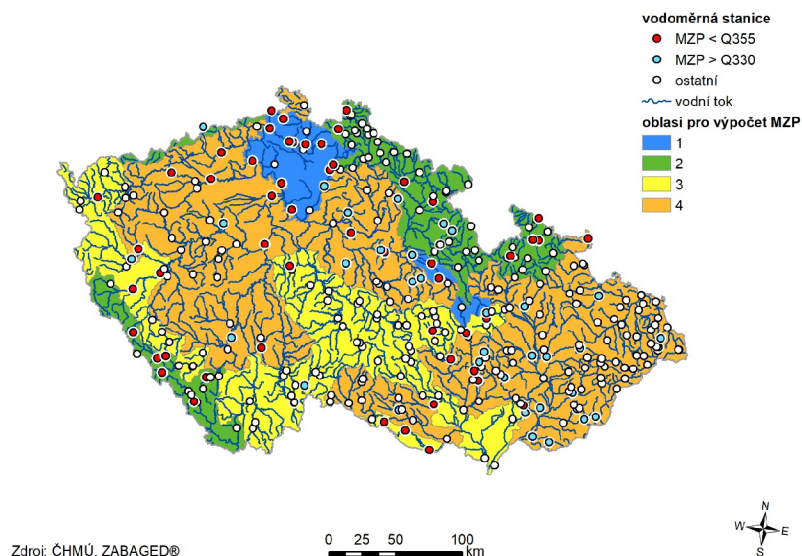 vodoměrná stanice
MZP < Q355
MZP > Q330
ostatní
vodní tok
oblasi pro výpočet MZP
1
2
3
4
N
W E
S
0 25 50 100
km
Zdroj: ČHMÚ, ZABAGED®